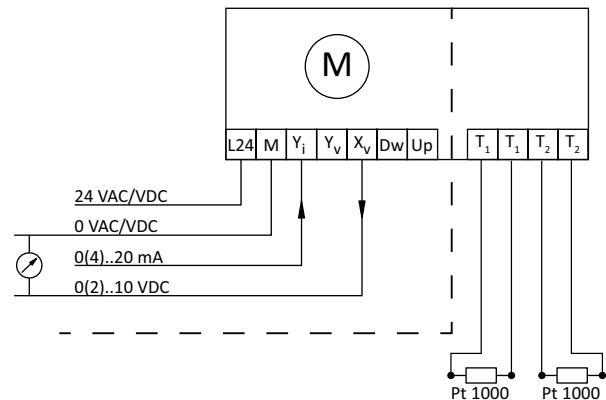 M
L24 M Yi Yv Xv Dw Up T1 T1 T2 T2
24 VAC/VDC
0 VAC/VDC
0(4)..20 mA
0(2)..10 VDC
Pt 1000 Pt 1000